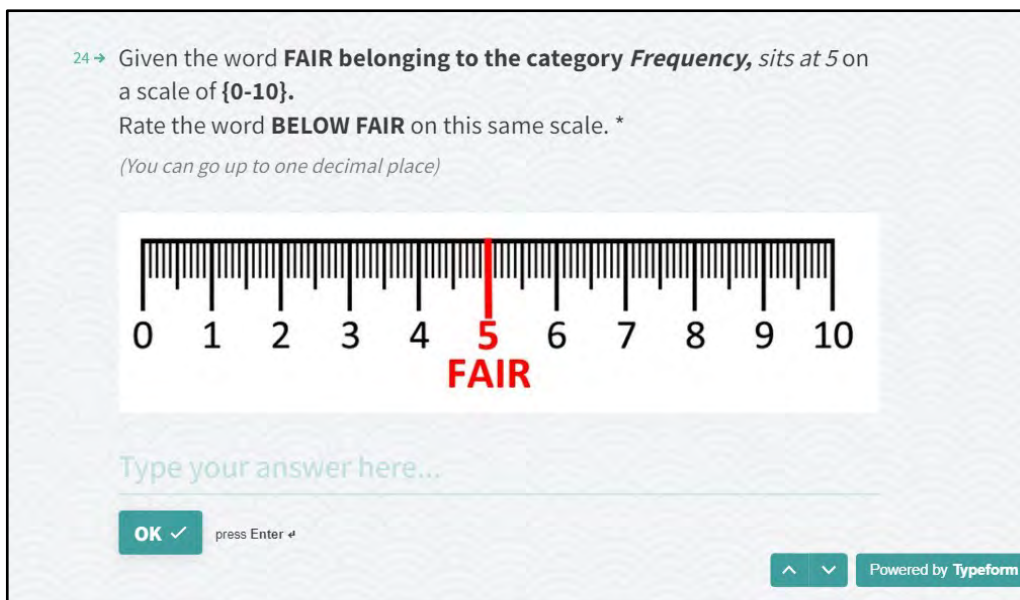 24 → Given the word FAIR belonging to the category Frequency, sits at 5 on
a scale of {0-10}.
Rate the word BELOW FAIR on this same scale. *
(You can go up to one decimal place)
0 1 2 3 4 5 6 7 8 9 10
FAIR
Type your answer here...
OK ✓ press Enter ↵
Powered by Typeform